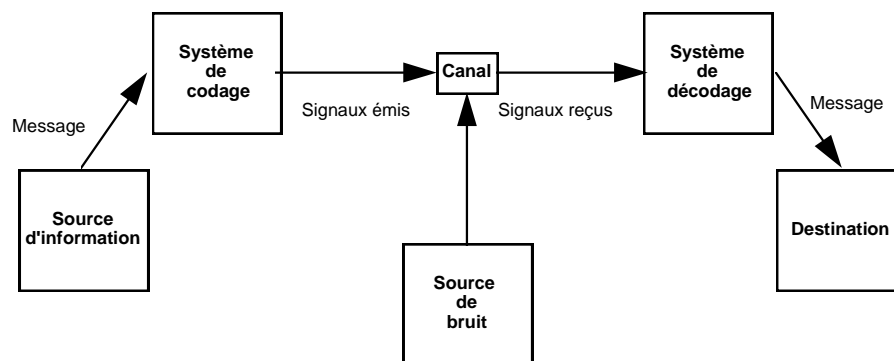 Système
de
codage
Canal
Système
de
décodage
Signaux émis
Signaux reçus
Message
Message
Source
d'information
Destination
Source
de
bruit